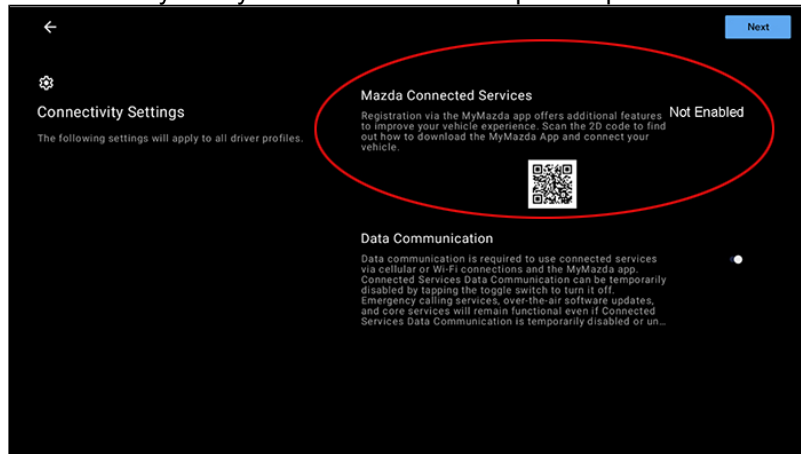 Next
Connectivity Settings
The following settings will apply to all driver profiles.
Mazda Connected Services
Registration via the MyMazda app offers additional features
to improve your vehicle experience. Scan the 2D code to find
out how to download the MyMazda App and connect your
vehicle.
Not Enabled
Data Communication
Data communication is required to use connected services
via cellular or Wi-Fi connections and the MyMazda app.
Connected Services Data Communication can be temporarily
disabled by tapping the toggle switch to turn it off.
Emergency calling services, over-the-air software updates,
and core services will remain functional even if Connected
Services Data Communication is temporarily disabled or un...